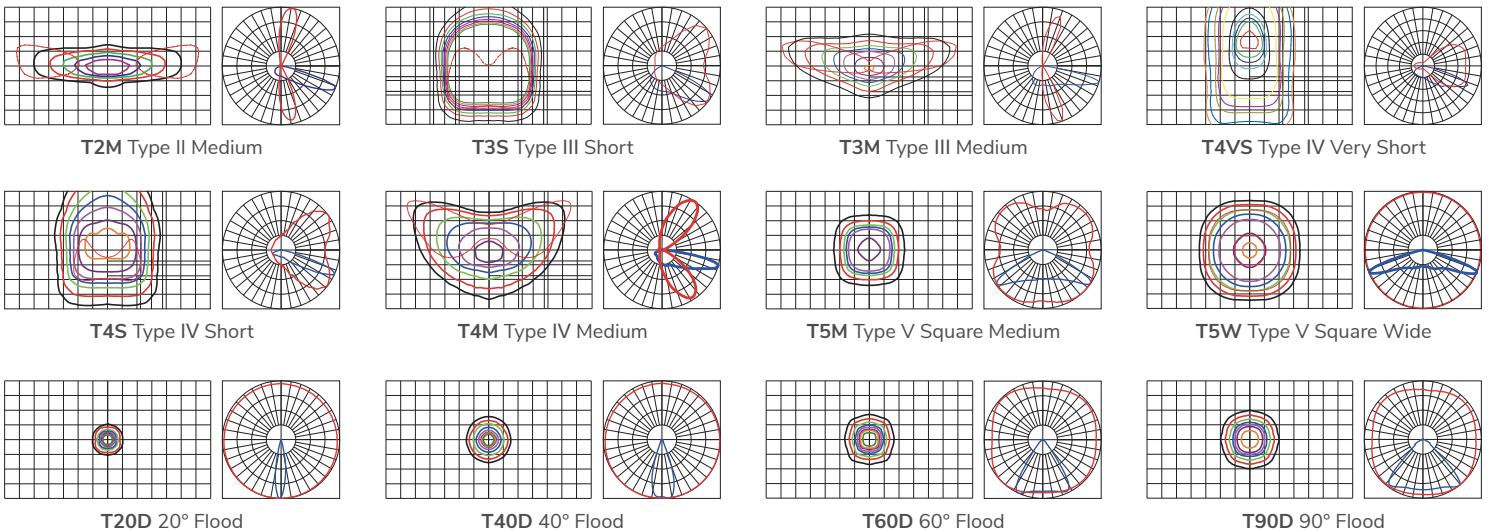 T2M Type II Medium
T3S Type III Short
T3M Type III Medium
T4VS Type IV Very Short
T4S Type IV Short
T4M Type IV Medium
T5M Type V Square Medium
T5W Type V Square Wide
T20D 20° Flood
T40D 40° Flood
T60D 60° Flood
T90D 90° Flood